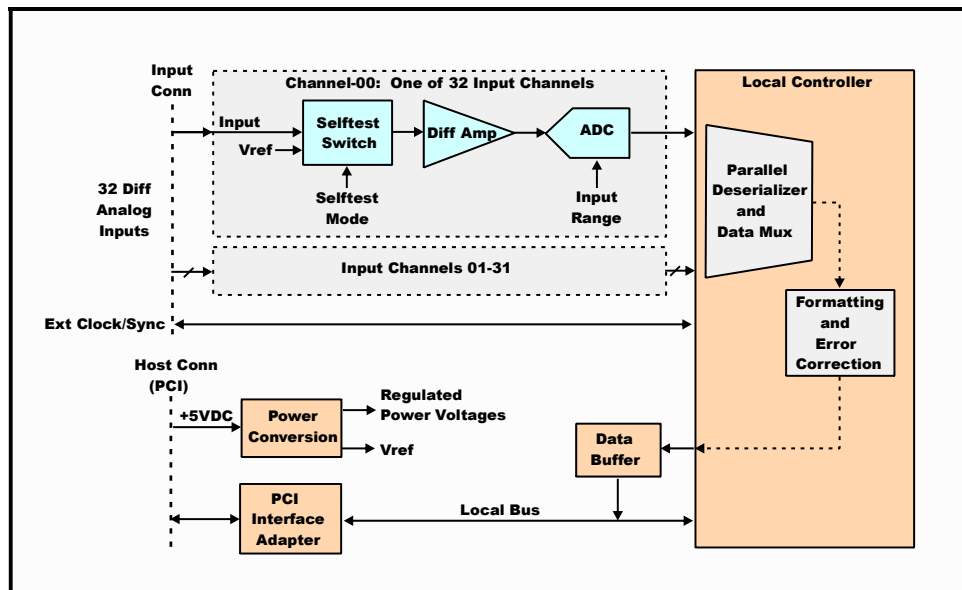 Input
Conn
Channel-00:  One of 32 Input Channels
Local Controller
Input
Vref
Selftest
Switch
Diff Amp
ADC
Selftest
Mode
Input
Range
Parallel
Deserializer
and
Data Mux
32 Diff
Analog
Inputs
Input Channels 01-31
Ext Clock/Sync
Formatting
and
Error
Correction
Host Conn
(PCI)
+5VDC
Power
Conversion
Regulated
Power Voltages
Vref
Data
Buffer
PCI
Interface
Adapter
Local Bus